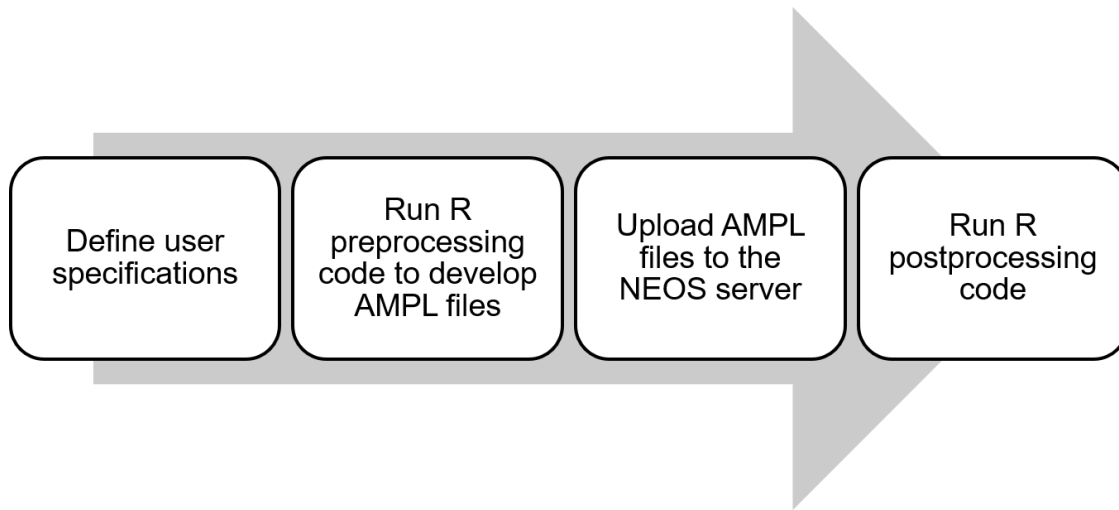 Define user
specifications
Run R
preprocessing
code to develop
AMPL files
Upload AMPL
files to the
NEOS server
Run R
postprocessing
code